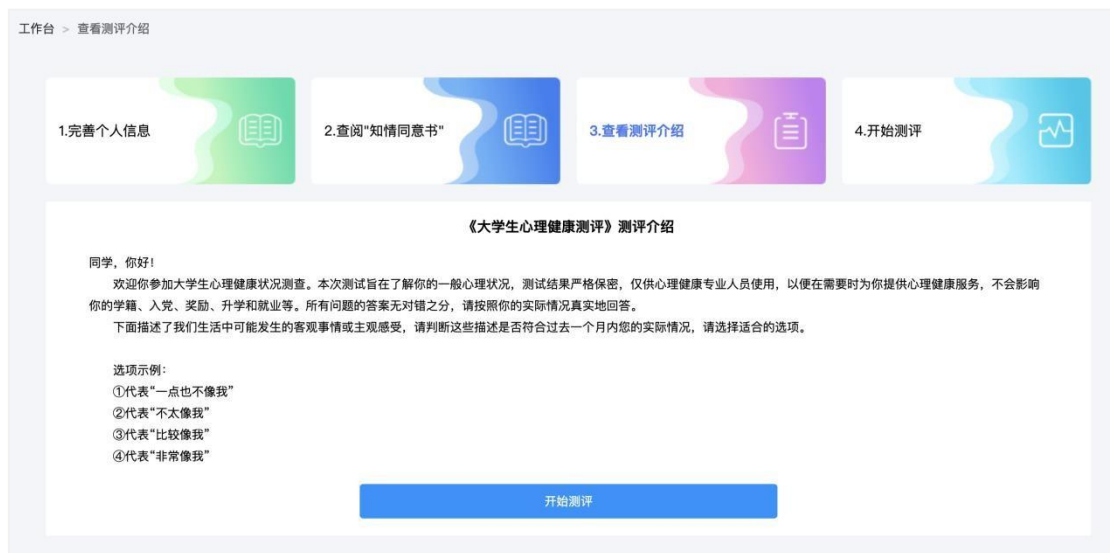 工作台 > 查看测评介绍
1.完善个人信息
2.查阅"知情同意书"
3.查看测评介绍
4.开始测评
《大学生心理健康测评》测评介绍
同学，你好！
欢迎你参加大学生心理健康状况测查。本次测试旨在了解你的一般心理状况，测试结果严格保密，仅供心理健康专业人员使用，以便在需要时为你提供心理健康服务，不会影响
你的学籍、入党、奖励、升学和就业等。所有问题的答案无对错之分，请按照你的实际情况真实地回答。
下面描述了我们生活中可能发生的客观事情或主观感受，请判断这些描述是否符合过去一个月内您的实际情况，请选择适合的选项。
选项示例：
①代表“一点也不像我”
②代表“不太像我”
③代表“比较像我”
④代表“非常像我”
开始测评